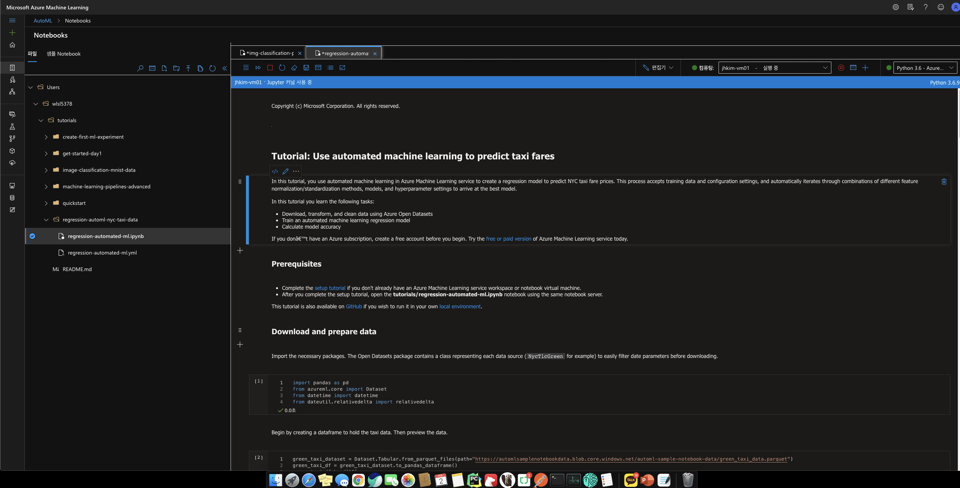 Microsoft Azure Machine Learning
AutoML > Notebooks
Notebooks
파일 샘플 Notebook
Users
wlsl5378
tutorials
create-first-ml-experiment
get-started-day1
image-classification-mnist-data
machine-learning-pipelines-advanced
quickstart
regression-automl-nyc-taxi-data
regression-automated-ml.ipynb
regression-automated-ml.yml
M↓ README.md
*img-classification-p × *regression-automa ×
편집기 컴퓨팅: jhkim-vm01 - 실행 중 Python 3.6 - Azure...
jhkim-vm01 · Jupyter 커널 사용 중 Python 3.6.9
Copyright (c) Microsoft Corporation. All rights reserved.
Tutorial: Use automated machine learning to predict taxi fares
In this tutorial, you use automated machine learning in Azure Machine Learning service to create a regression model to predict NYC taxi fare prices. This process accepts training data and configuration settings, and automatically iterates through combinations of different feature
normalization/standardization methods, models, and hyperparameter settings to arrive at the best model.
In this tutorial you learn the following tasks:
• Download, transform, and clean data using Azure Open Datasets
• Train an automated machine learning regression model
• Calculate model accuracy
If you donâ€™t have an Azure subscription, create a free account before you begin. Try the free or paid version of Azure Machine Learning service today.
Prerequisites
• Complete the setup tutorial if you don't already have an Azure Machine Learning service workspace or notebook virtual machine.
• After you complete the setup tutorial, open the tutorials/regression-automated-ml.ipynb notebook using the same notebook server.
This tutorial is also available on GitHub if you wish to run it in your own local environment.
Download and prepare data
Import the necessary packages. The Open Datasets package contains a class representing each data source (NycTlcGreen for example) to easily filter date parameters before downloading.
[1]
1 import pandas as pd
2 from azureml.core import Dataset
3 from datetime import datetime
4 from dateutil.relativedelta import relativedelta
✓ 0.0초
Begin by creating a dataframe to hold the taxi data. Then preview the data.
[2]
1 green_taxi_dataset = Dataset.Tabular.from_parquet_files(path="https://automlsamplenotebookdata.blob.core.windows.net/automl-sample-notebook-data/green_taxi_data.parquet")
2 green_taxi_df = green_taxi_dataset.to_pandas_dataframe()